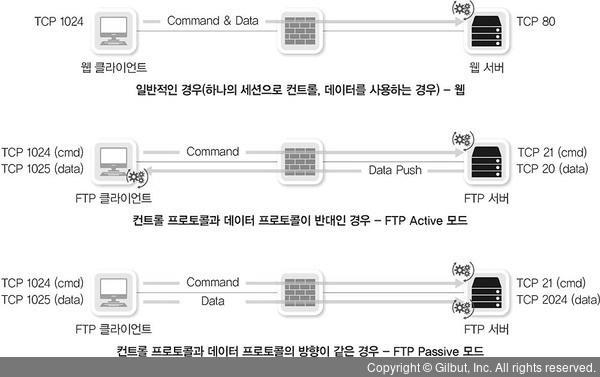 TCP 1024 Command & Data TCP 80
웹 클라이언트 웹 서버
일반적인 경우(하나의 세션으로 컨트롤, 데이터를 사용하는 경우) – 웹
TCP 1024 (cmd) Command TCP 21 (cmd)
TCP 1025 (data) Data Push TCP 20 (data)
FTP 클라이언트 FTP 서버
컨트롤 프로토콜과 데이터 프로토콜이 반대인 경우 – FTP Active 모드
TCP 1024 (cmd) Command TCP 21 (cmd)
TCP 1025 (data) Data TCP 2024 (data)
FTP 클라이언트 FTP 서버
컨트롤 프로토콜과 데이터 프로토콜의 방향이 같은 경우 – FTP Passive 모드
Copyright © Gilbut, Inc. All rights reserved.